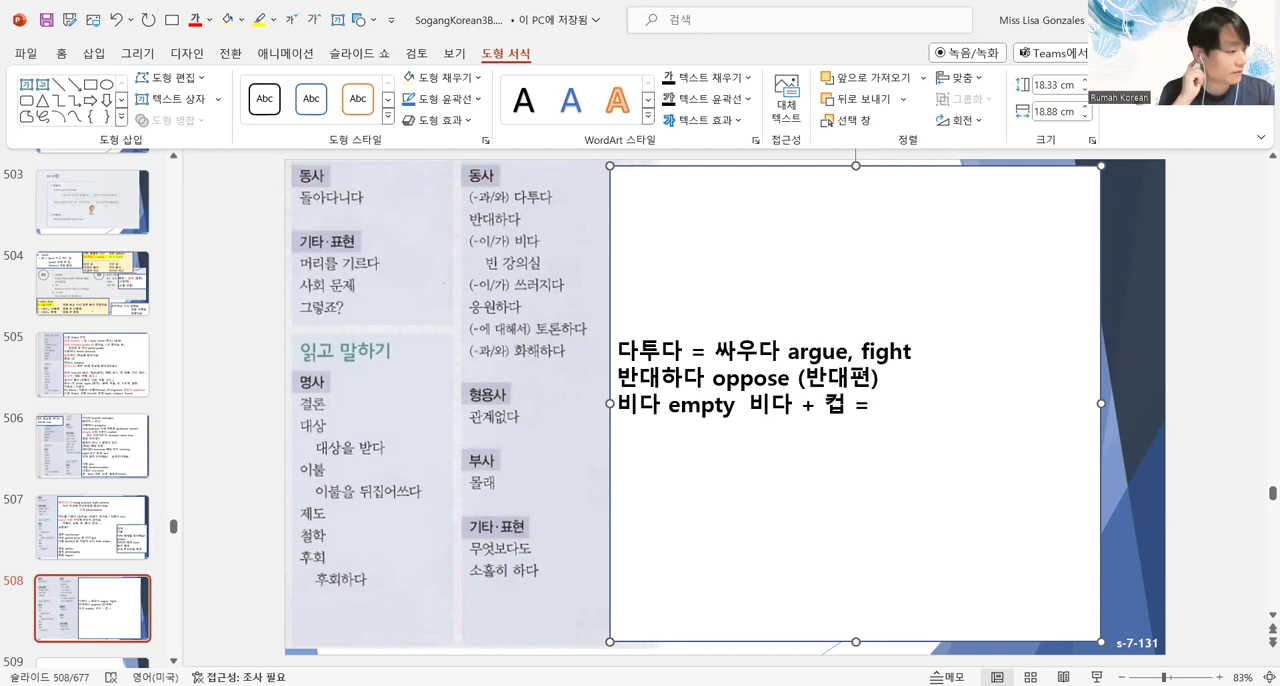 SogangKorean3B.... • 이 PC에 저장됨
검색
Miss Lisa Gonzales
파일 홈 삽입 그리기 디자인 전환 애니메이션 슬라이드 쇼 검토 보기 도형 서식
녹음/녹화
Teams에서
Rumah Korean
도형 편집
텍스트 상자
도형 병합
도형 삽입
Abc Abc Abc
도형 채우기
도형 윤곽선
도형 효과
도형 스타일
A A A
텍스트 채우기
텍스트 윤곽선
텍스트 효과
WordArt 스타일
대체
텍스트
접근성
앞으로 가져오기
뒤로 보내기
선택 창
맞춤
그룹화
회전
정렬
18.33 cm
18.88 cm
크기
503
504
505
506
507
508
509
동사
돌아다니다
기타·표현
머리를 기르다
사회 문제
그렇죠?
읽고 말하기
명사
결론
대상
대상을 받다
이불
이불을 뒤집어쓰다
제도
철학
후회
후회하다
동사
(-과/와) 다투다
반대하다
(-이/가) 비다
빈 강의실
(-이/가) 쓰러지다
응원하다
(-에 대해서) 토론하다
(-과/와) 화해하다
형용사
관계없다
부사
몰래
기타·표현
무엇보다도
소홀히 하다
다투다 = 싸우다 argue, fight
반대하다 oppose (반대편)
비다 empty 비다 + 컵 =
s-7-131
슬라이드 508/677
영어(미국)
접근성: 조사 필요
메모
83%